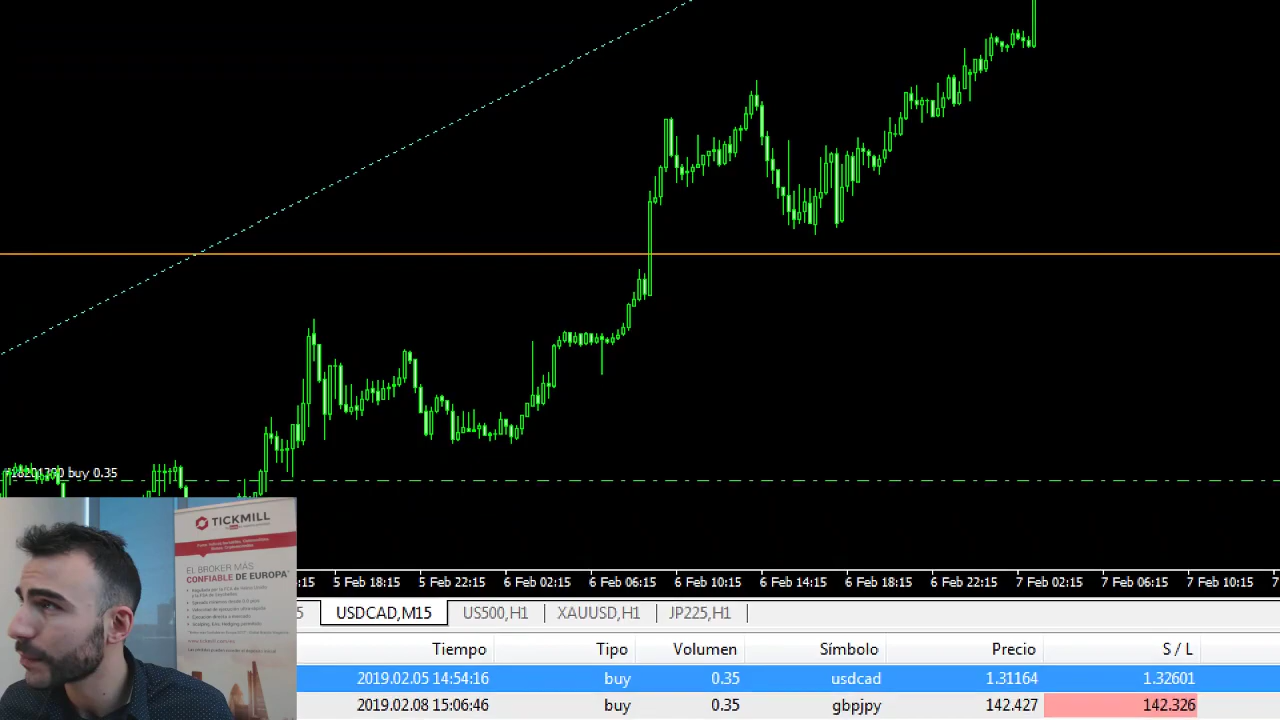 buy 0.35
:15 5 Feb 18:15 5 Feb 22:15 6 Feb 02:15 6 Feb 06:15 6 Feb 10:15 6 Feb 14:15 6 Feb 18:15 6 Feb 22:15 7 Feb 02:15 7 Feb 06:15 7 Feb 10:15 7
5 USDCAD,M15 US500,H1 XAUUSD,H1 JP225,H1
Tiempo Tipo Volumen Símbolo Precio S / L
2019.02.05 14:54:16 buy 0.35 usdcad 1.31164 1.32601
2019.02.08 15:06:46 buy 0.35 gbpjpy 142.427 142.326
TICKMILL
EL BRÓKER MÁS
CONFIABLE DE EUROPA*